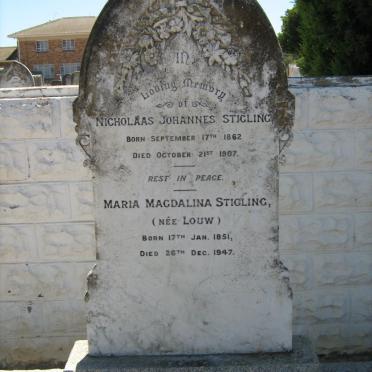 IN
Loving Memory
OF
NICHOLAAS JOHANNES STIGLING
BORN SEPTEMBER 17TH 1862
DIED OCTOBER 21ST 1907.
REST IN PEACE.
MARIA MAGDALINA STIGLING,
(NÉE LOUW)
BORN 17TH JAN. 1851,
DIED 26TH DEC. 1947.